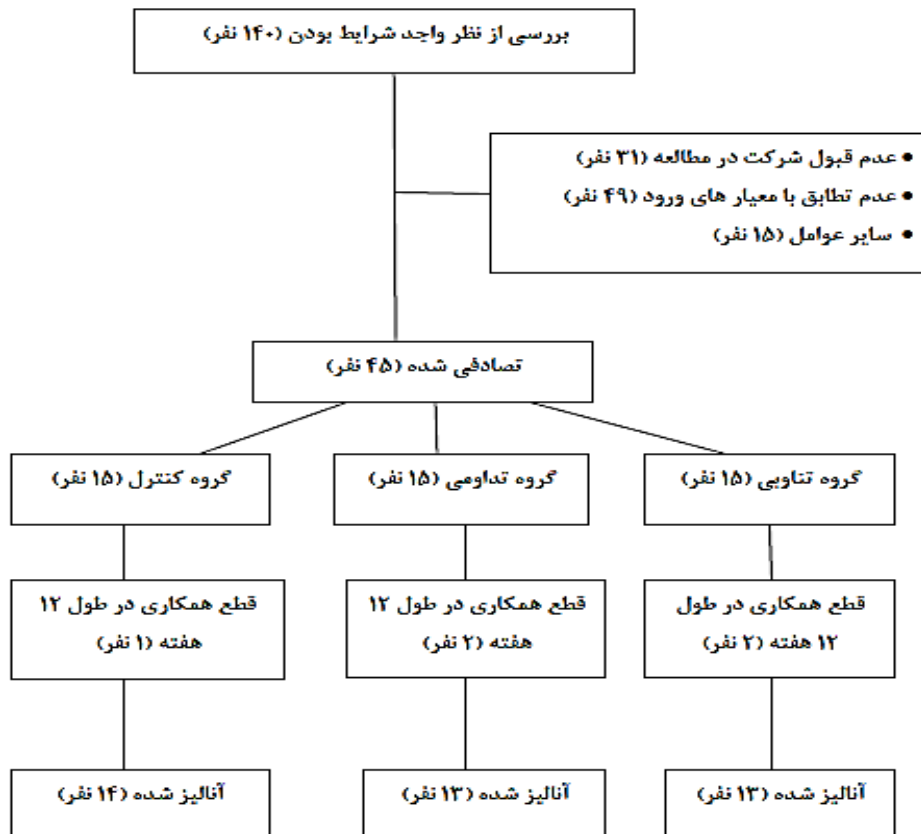 بررسی از نظر واجد شرایط بودن (۱۴۰ نفر)
• عدم قبول شرکت در مطالعه (۳۱ نفر)
• عدم تطابق با معیار های ورود (۴۹ نفر)
• سایر عوامل (۱۵ نفر)
تصادفی شده (۴۵ نفر)
گروه تناوبی (۱۵ نفر)
گروه تداومی (۱۵ نفر)
گروه کنترل (۱۵ نفر)
قطع همکاری در طول
۱۲ هفته (۲ نفر)
قطع همکاری در طول ۱۲
هفته (۲ نفر)
قطع همکاری در طول ۱۲
هفته (۱ نفر)
آنالیز شده (۱۳ نفر)
آنالیز شده (۱۳ نفر)
آنالیز شده (۱۴ نفر)